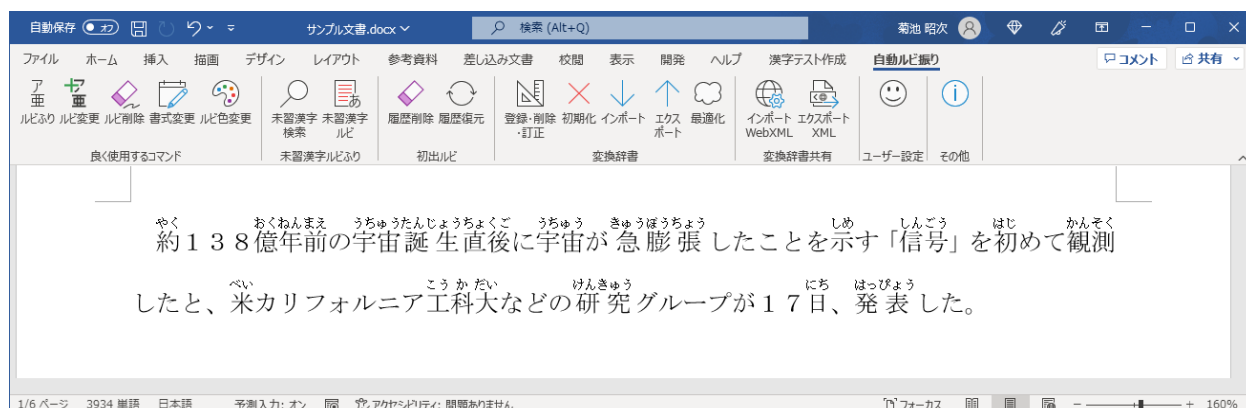 自動保存 オフ サンプル文書.docx 検索 (Alt+Q) 菊池 昭次
ファイル ホーム 挿入 描画 デザイン レイアウト 参考資料 差し込み文書 校閲 表示 開発 ヘルプ 漢字テスト作成 自動ルビ振り コメント 共有
ア亜 ルビふり ルビ変更 ルビ削除 書式変更 ルビ色変更 未習漢字 未習漢字 履歴削除 履歴復元 登録・削除 初期化 インポート エクス 最適化 インポート エクスポート
検索 ルビ ・訂正 ポート WebXML XML
良く使用するコマンド 未習漢字ルビふり 初出ルビ 変換辞書 変換辞書共有 ユーザー設定 その他
やく おくねんまえ うちゅうたんじょうちょくご うちゅう きゅうぼうちょう しめ しんごう はじ かんそく
約138億年前の宇宙誕生直後に宇宙が急膨張したことを示す「信号」を初めて観測
べい こうかだい けんきゅう にち はっぴょう
したと、米カリフォルニア工科大などの研究グループが17日、発表した。
1/6 ページ 3934 単語 日本語 予測入力: オン アクセシビリティ: 問題ありません フォーカス 160%